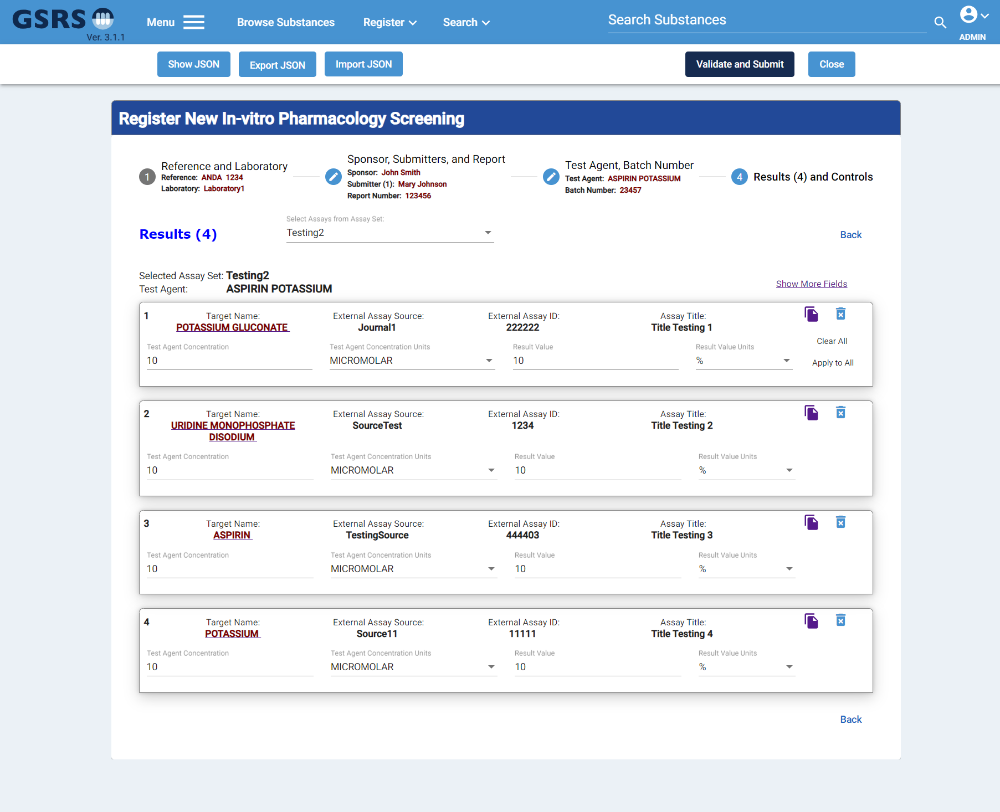 GSRS
Ver. 3.1.1
Menu
Browse Substances
Register
Search
Search Substances
ADMIN
Show JSON
Export JSON
Import JSON
Validate and Submit
Close
Register New In-vitro Pharmacology Screening
1
Reference and Laboratory
Reference: ANDA 1234
Laboratory: Laboratory1
Sponsor, Submitters, and Report
Sponsor: John Smith
Submitter (1): Mary Johnson
Report Number: 123456
Test Agent, Batch Number
Test Agent: ASPIRIN POTASSIUM
Batch Number: 23457
4
Results (4) and Controls
Results (4)
Select Assays from Assay Set:
Testing2
Back
Selected Assay Set: Testing2
Test Agent: ASPIRIN POTASSIUM
Show More Fields
1
Target Name:
POTASSIUM GLUCONATE
External Assay Source:
Journal1
External Assay ID:
222222
Assay Title:
Title Testing 1
Clear All
Apply to All
Test Agent Concentration
10
Test Agent Concentration Units
MICROMOLAR
Result Value
10
Result Value Units
%
2
Target Name:
URIDINE MONOPHOSPHATE
DISODIUM
External Assay Source:
SourceTest
External Assay ID:
1234
Assay Title:
Title Testing 2
Test Agent Concentration
10
Test Agent Concentration Units
MICROMOLAR
Result Value
10
Result Value Units
%
3
Target Name:
ASPIRIN
External Assay Source:
TestingSource
External Assay ID:
444403
Assay Title:
Title Testing 3
Test Agent Concentration
10
Test Agent Concentration Units
MICROMOLAR
Result Value
10
Result Value Units
%
4
Target Name:
POTASSIUM
External Assay Source:
Source11
External Assay ID:
11111
Assay Title:
Title Testing 4
Test Agent Concentration
10
Test Agent Concentration Units
MICROMOLAR
Result Value
10
Result Value Units
%
Back